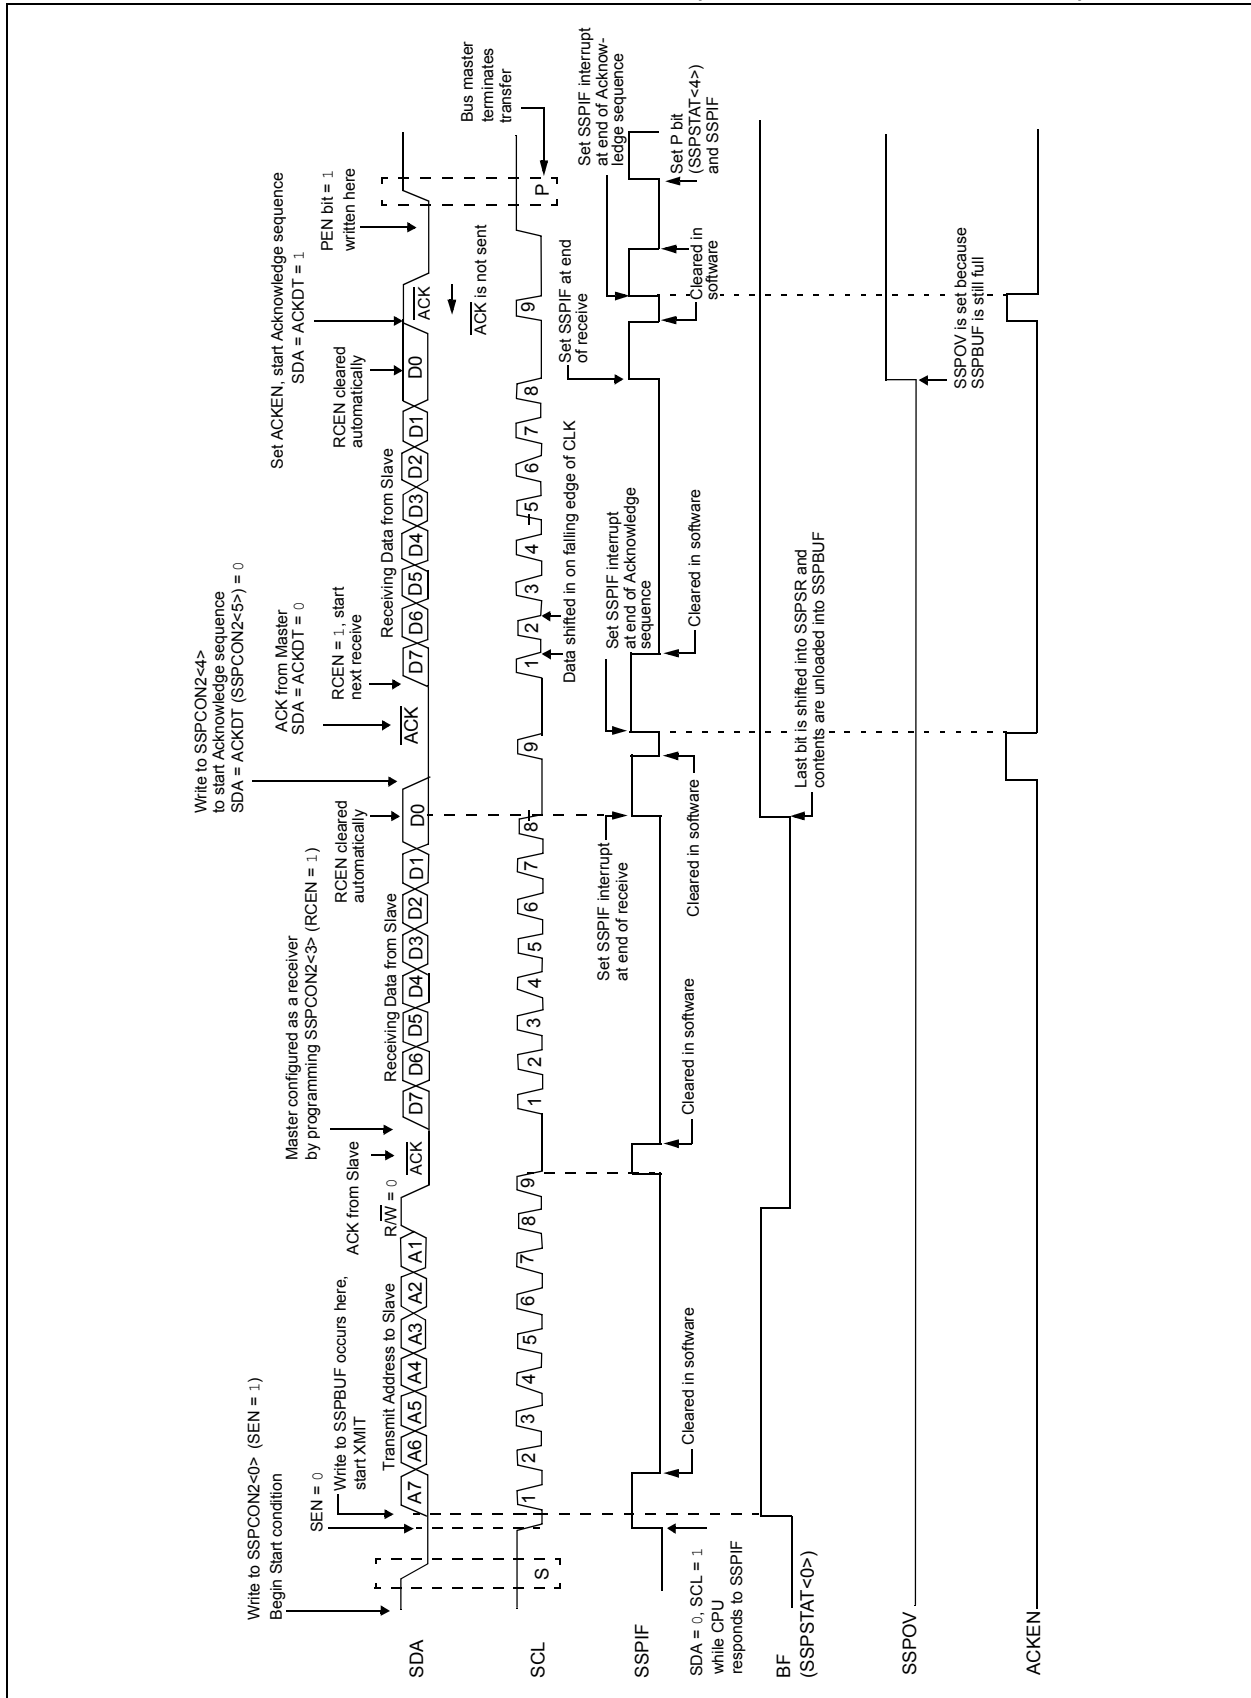 Write to SSPCON2<0> (SEN = 1)
Begin Start condition
SEN = 0
Write to SSPBUF occurs here,
start XMIT
Transmit Address to Slave
R/W = 0
ACK from Slave
Master configured as a receiver
by programming SSPCON2<3> (RCEN = 1)
Receiving Data from Slave
RCEN cleared
automatically
Write to SSPCON2<4>
to start Acknowledge sequence
SDA = ACKDT (SSPCON2<5>) = 0
ACK from Master
SDA = ACKDT = 0
RCEN = 1, start
next receive
Receiving Data from Slave
RCEN cleared
automatically
Set ACKEN, start Acknowledge sequence
SDA = ACKDT = 1
PEN bit = 1
written here
SDA
A7 A6 A5 A4 A3 A2 A1
ACK
D7 D6 D5 D4 D3 D2 D1 D0
ACK
D7 D6 D5 D4 D3 D2 D1 D0
ACK
ACK is not sent
Bus master
terminates
transfer
SCL
S
1 2 3 4 5 6 7 8 9
1 2 3 4 5 6 7 8 9
1 2 3 4 5 6 7 8 9
P
Data shifted in on falling edge of CLK
Set SSPIF interrupt
at end of receive
Set SSPIF interrupt
at end of Acknowledge
sequence
Set SSPIF at end
of receive
Set SSPIF interrupt
at end of Acknow-
ledge sequence
SSPIF
SDA = 0, SCL = 1
while CPU
responds to SSPIF
Cleared in software
Cleared in software
Cleared in software
Cleared in software
Cleared in
software
Set P bit
(SSPSTAT<4>)
and SSPIF
BF
(SSPSTAT<0>)
Last bit is shifted into SSPSR and
contents are unloaded into SSPBUF
SSPOV
SSPOV is set because
SSPBUF is still full
ACKEN